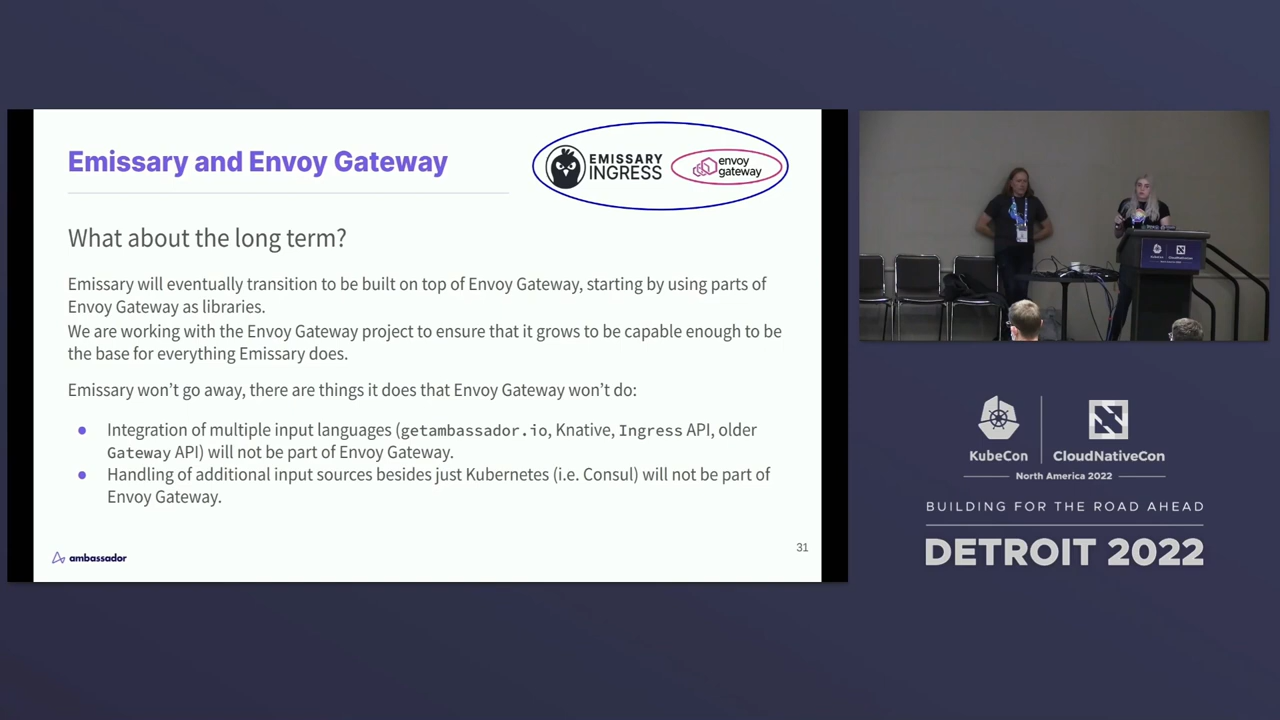 Emissary and Envoy Gateway
EMISSARY
INGRESS
envoy
gateway
What about the long term?
Emissary will eventually transition to be built on top of Envoy Gateway, starting by using parts of
Envoy Gateway as libraries.
We are working with the Envoy Gateway project to ensure that it grows to be capable enough to be
the base for everything Emissary does.
Emissary won't go away, there are things it does that Envoy Gateway won't do:
● Integration of multiple input languages (getambassador.io, Knative, Ingress API, older
Gateway API) will not be part of Envoy Gateway.
● Handling of additional input sources besides just Kubernetes (i.e. Consul) will not be part of
Envoy Gateway.
ambassador
31
KubeCon
CloudNativeCon
KubeCon
CloudNativeCon
North America 2022
BUILDING FOR THE ROAD AHEAD
DETROIT 2022